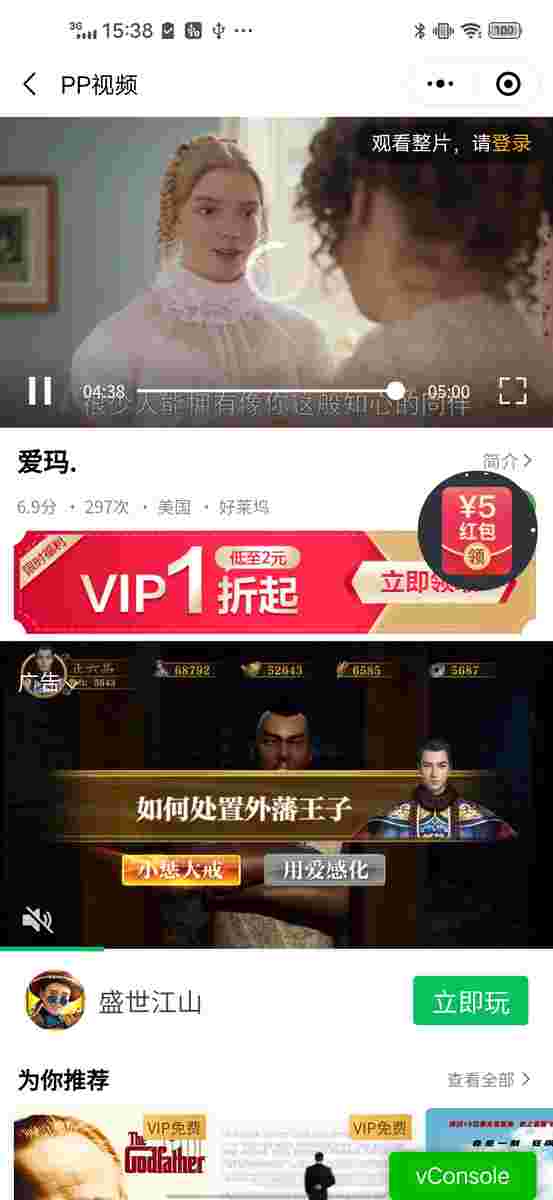 3G 15:38 100
PP视频
观看整片，请登录
04:38 05:00
很少人能拥有像你这般知心的同伴
爱玛.
简介
6.9分 · 297次 · 美国 · 好莱坞
¥5
红包
领
限时福利
VIP1折起
低至2元
立即领
正六品
68792 52643 6585 5687
广告
如何处置外藩王子
小惩大戒 用爱感化
盛世江山
立即玩
为你推荐
查看全部
VIP免费
The Godfather
VIP免费
vConsole